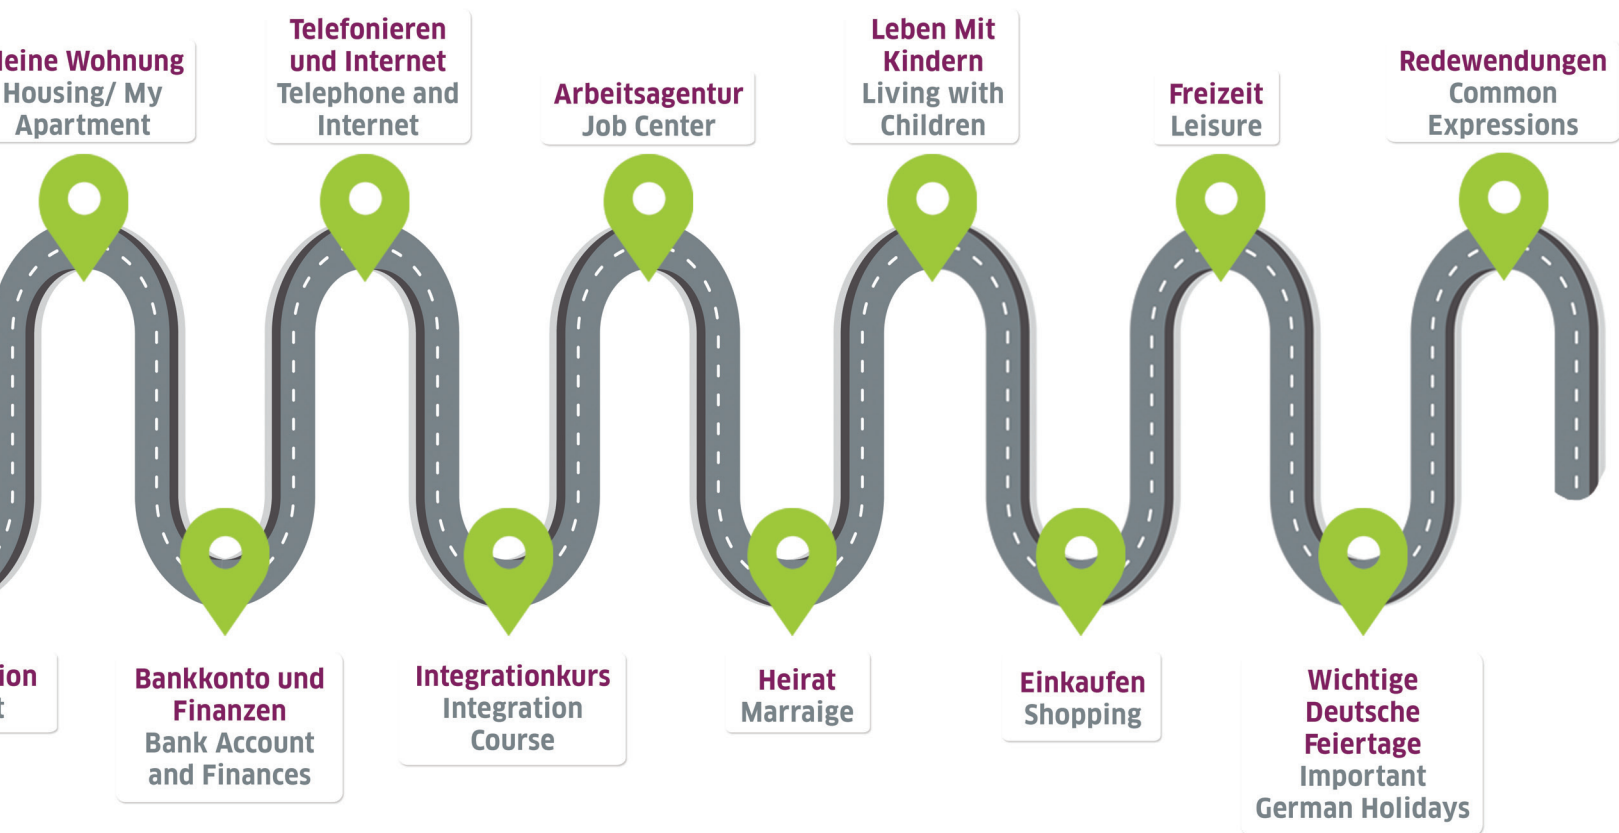 Wohnung
Housing/ My
Apartment
Telefonieren
und Internet
Telephone and
Internet
Arbeitsagentur
Job Center
Leben Mit
Kindern
Living with
Children
Freizeit
Leisure
Redewendungen
Common
Expressions
Bankkonto und
Finanzen
Bank Account
and Finances
Integrationkurs
Integration
Course
Heirat
Marraige
Einkaufen
Shopping
Wichtige
Deutsche
Feiertage
Important
German Holidays